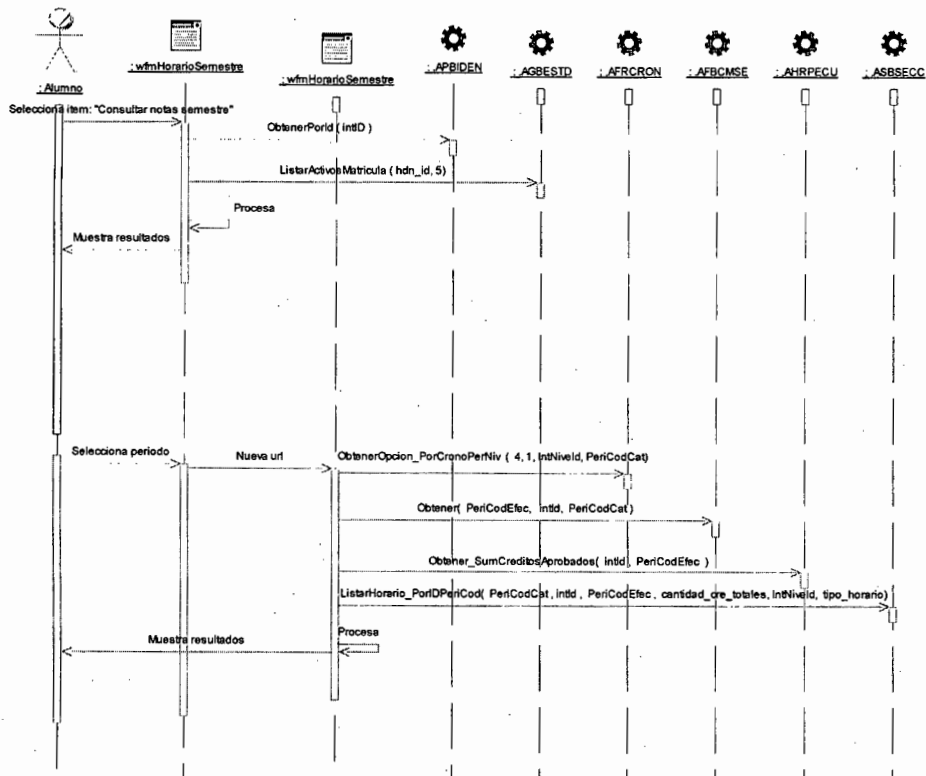 : Alumno
: wfmHorarioSemestre
: wfmHorarioSemestre
: .APBIDEN
: .AGBESTD
: .AFRCRON
: .AFBCMSE
: .AHRPECU
: ASBSECC
Selecciona item: "Consultar notas semestre"
ObtenerPorId ( intID )
ListarActivosMatricula ( hdn_id, 5)
Procesa
Muestra resultados
Selecciona periodo
Nueva url
ObtenerOpcion_PorCronoPerNiv ( 4, 1, IntNiveId, PeriCodCat)
Obtener( PeriCodEfec, intId, PeriCodCat )
Obtener_SumCreditosAprobados( intId , PeriCodEfec )
ListarHorario_PorIDPeriCod( PeriCodCat , intId , PeriCodEfec , cantidad_cre_totales, IntNiveId, tipo_horario)
Procesa
Muestra resultados